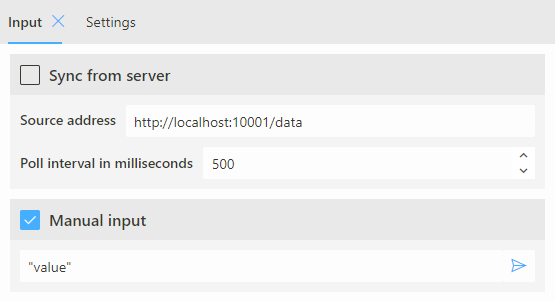 Input Settings
Sync from server
Source address http://localhost:10001/data
Poll interval in milliseconds 500
Manual input
"value"